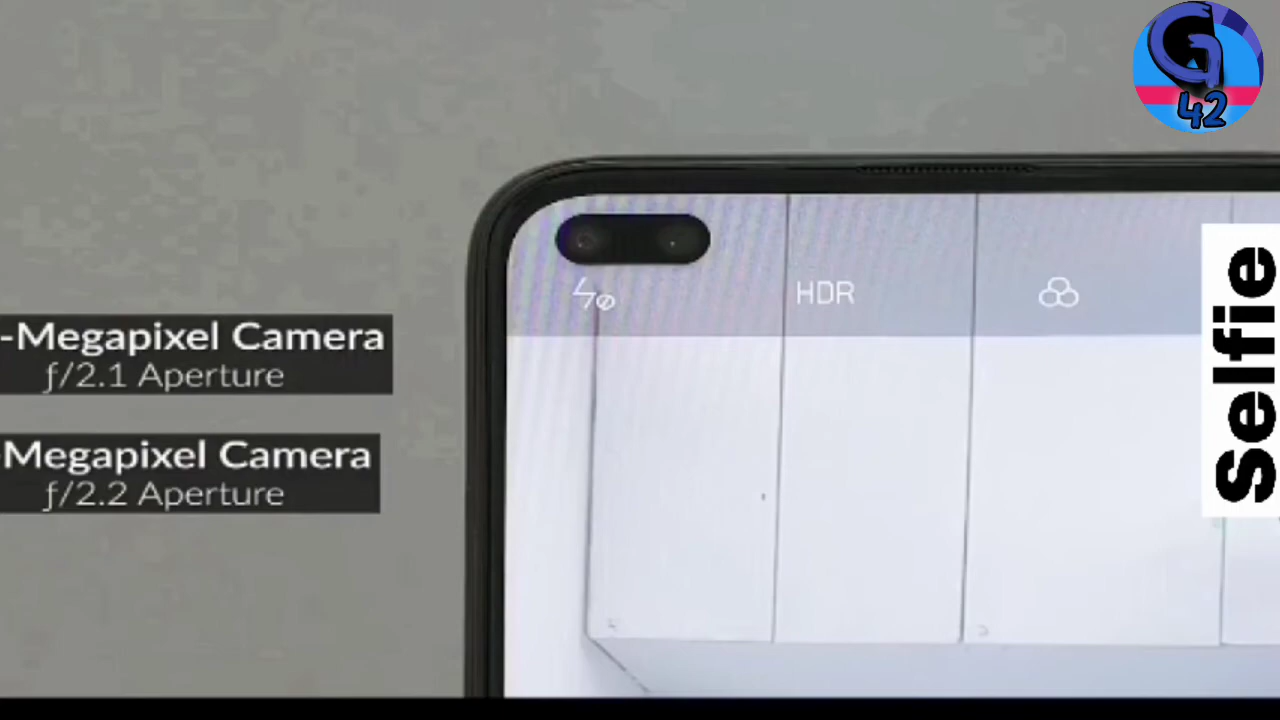 G
42
-Megapixel Camera
ƒ/2.1 Aperture
-Megapixel Camera
ƒ/2.2 Aperture
HDR
Selfie